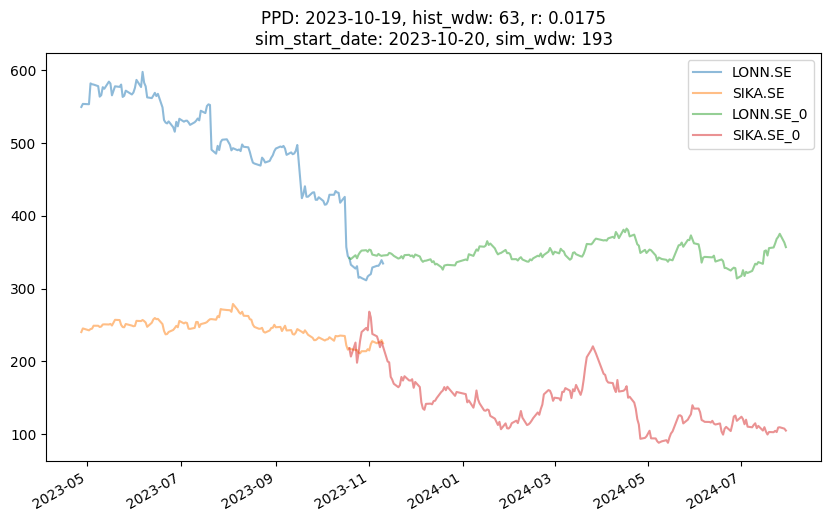 PPD: 2023-10-19, hist_wdw: 63, r: 0.0175
sim_start_date: 2023-10-20, sim_wdw: 193
LONN.SE
SIKA.SE
LONN.SE_0
SIKA.SE_0
600
500
400
300
200
100
2023-05
2023-07
2023-09
2023-11
2024-01
2024-03
2024-05
2024-07